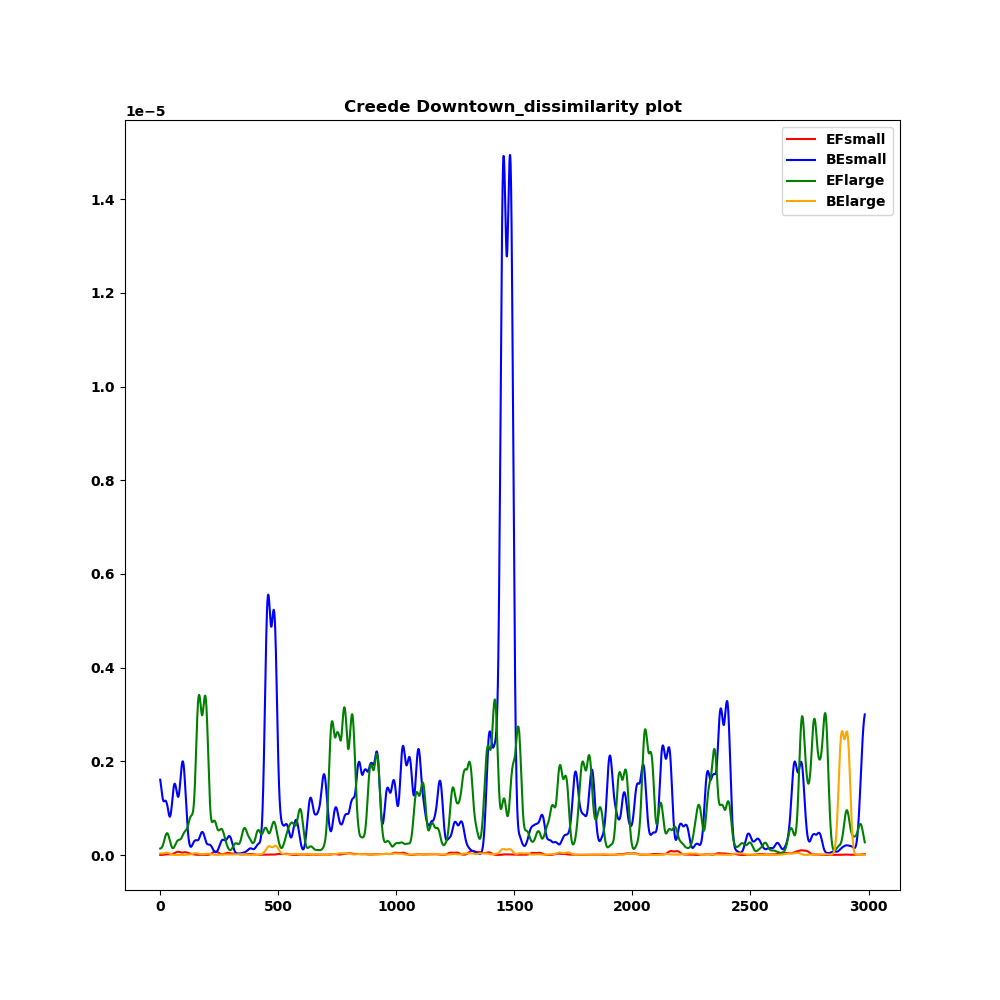 Creede Downtown_dissimilarity plot
1e−5
EFsmall
BEsmall
EFlarge
BElarge
1.4
1.2
1.0
0.8
0.6
0.4
0.2
0.0
0 500 1000 1500 2000 2500 3000